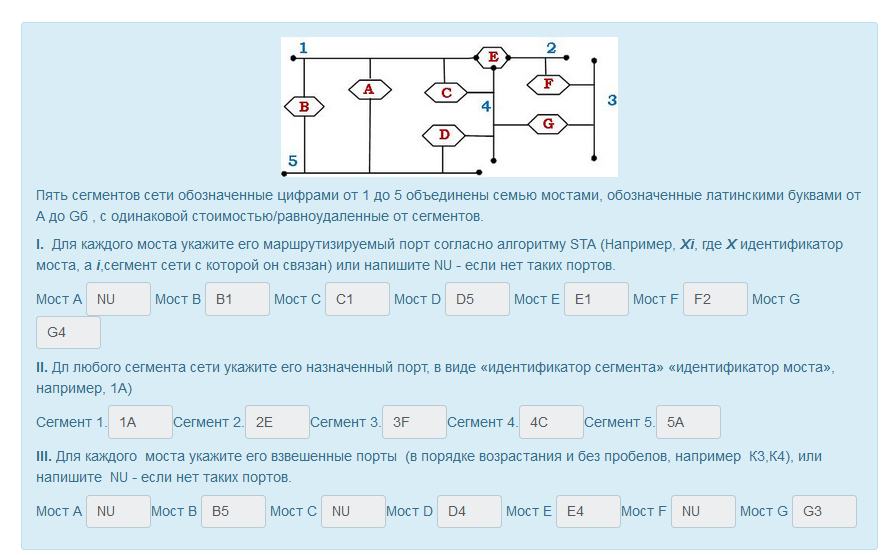 1 E 2
A C F 3
B 4
D G
5
Пять сегментов сети обозначенные цифрами от 1 до 5 объединены семью мостами, обозначенные латинскими буквами от
А до Gб , с одинаковой стоимостью/равноудаленные от сегментов.
I. Для каждого моста укажите его маршрутизируемый порт согласно алгоритму STA (Например, Xi, где X идентификатор
моста, а i,сегмент сети с которой он связан) или напишите NU - если нет таких портов.
Мост A NU Мост B B1 Мост C C1 Мост D D5 Мост E E1 Мост F F2 Мост G
G4
II. Дл любого сегмента сети укажите его назначенный порт, в виде «идентификатор сегмента» «идентификатор моста»,
например, 1A)
Сегмент 1. 1A Сегмент 2. 2E Сегмент 3. 3F Сегмент 4. 4C Сегмент 5. 5A
III. Для каждого моста укажите его взвешенные порты (в порядке возрастания и без пробелов, например К3,К4), или
напишите NU - если нет таких портов.
Мост A NU Мост B B5 Мост C NU Мост D D4 Мост E E4 Мост F NU Мост G G3